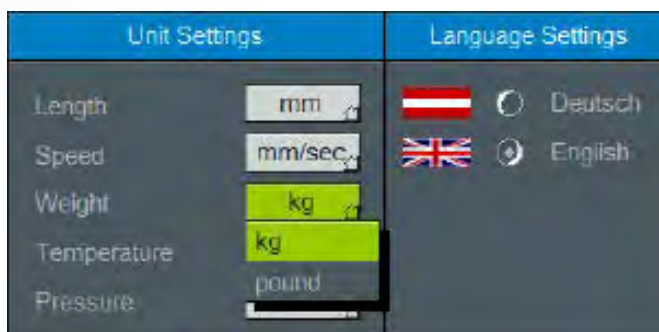 Unit Settings
Language Settings
Length
mm
Deutsch
Speed
mm/sec
English
Weight
kg
kg
Temperature
pound
Pressure